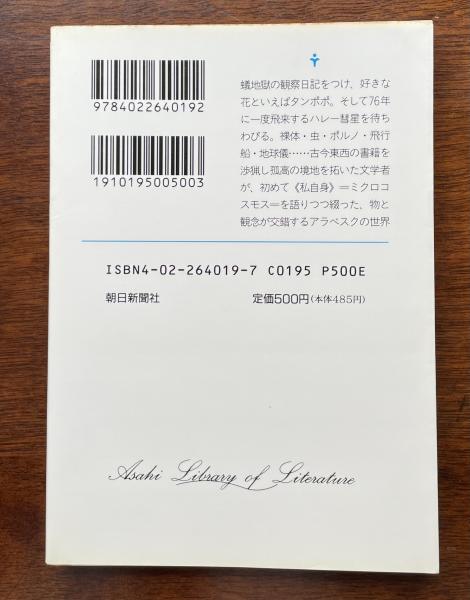 9784022640192
1910195005003
蟻地獄の観察日記をつけ、好きな
花といえばタンポポ。そして76年
に一度飛来するハレー彗星を待ち
わびる。裸体・虫・ポルノ・飛行
船・地球儀……古今東西の書籍を
渉猟し孤高の境地を拓いた文学者
が、初めて《私自身》＝ミクロコ
スモス＝を語りつつ綴った、物と
観念が交錯するアラベスクの世界
ISBN4-02-264019-7 C0195 P500E
朝日新聞社 定価500円(本体485円)
Asahi Library of Literature